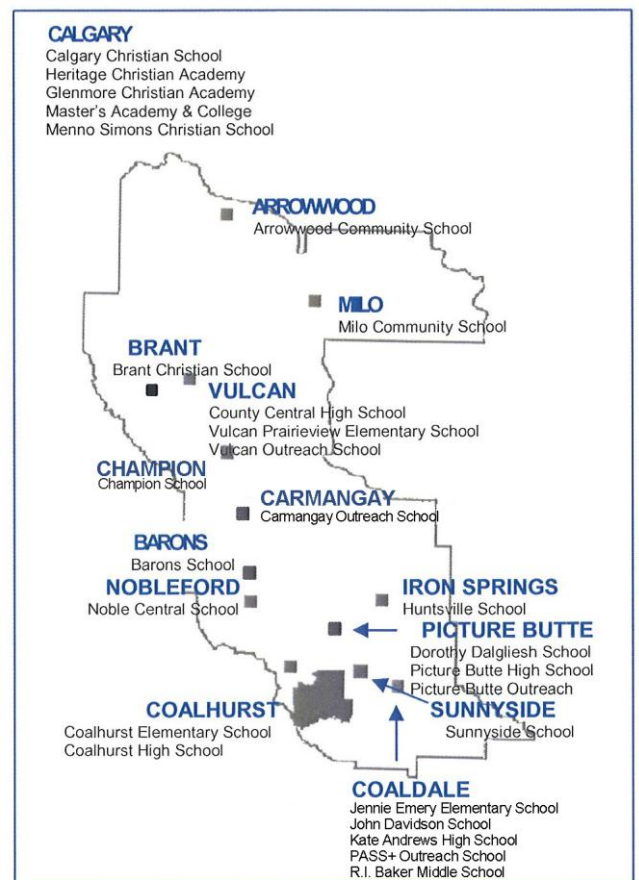 CALGARY
Calgary Christian School
Heritage Christian Academy
Glenmore Christian Academy
Master's Academy & College
Menno Simons Christian School
ARROWWOOD
Arrowwood Community School
MILO
Milo Community School
BRANT
Brant Christian School
VULCAN
County Central High School
Vulcan Prairieview Elementary School
Vulcan Outreach School
CHAMPION
Champion School
CARMANGAY
Carmangay Outreach School
BARONS
Barons School
NOBLEFORD
Noble Central School
IRON SPRINGS
Huntsville School
PICTURE BUTTE
Dorothy Dalgliesh School
Picture Butte High School
Picture Butte Outreach
COALHURST
Coalhurst Elementary School
Coalhurst High School
SUNNYSIDE
Sunnyside School
COALDALE
Jennie Emery Elementary School
John Davidson School
Kate Andrews High School
PASS+ Outreach School
R.I. Baker Middle School